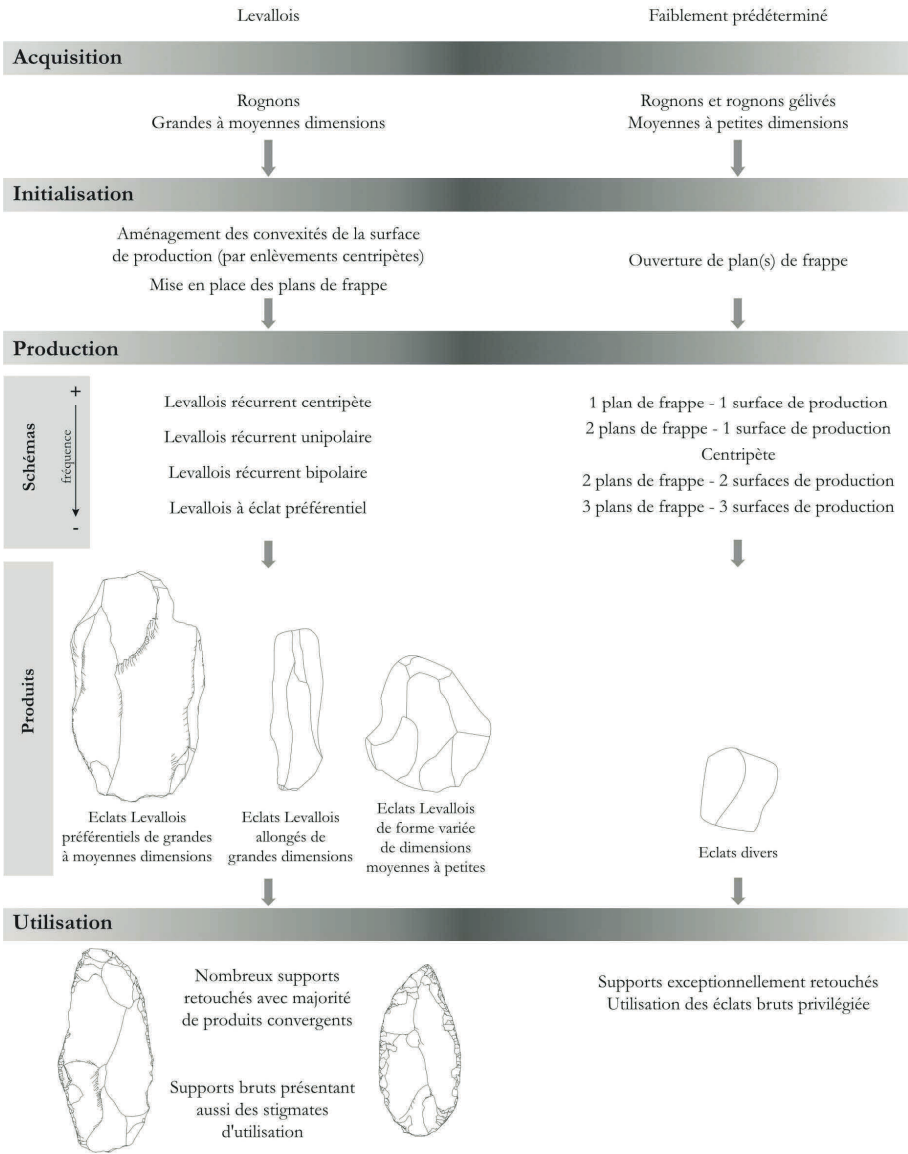 Levallois
Faiblement prédéterminé
Acquisition
Rognons
Grandes à moyennes dimensions
Rognons et rognons gélivés
Moyennes à petites dimensions
Initialisation
Aménagement des convexités de la surface
de production (par enlèvements centripètes)
Mise en place des plans de frappe
Ouverture de plan(s) de frappe
Production
Schémas
+
fréquence
-
Levallois récurrent centripète
Levallois récurrent unipolaire
Levallois récurrent bipolaire
Levallois à éclat préférentiel
1 plan de frappe - 1 surface de production
2 plans de frappe - 1 surface de production
Centripète
2 plans de frappe - 2 surfaces de production
3 plans de frappe - 3 surfaces de production
Produits
Eclats Levallois
préférentiels de grandes
à moyennes dimensions
Eclats Levallois
allongés de
grandes dimensions
Eclats Levallois
de forme variée
de dimensions
moyennes à petites
Eclats divers
Utilisation
Nombreux supports
retouchés avec majorité
de produits convergents
Supports bruts présentant
aussi des stigmates
d'utilisation
Supports exceptionnellement retouchés
Utilisation des éclats bruts privilégiée